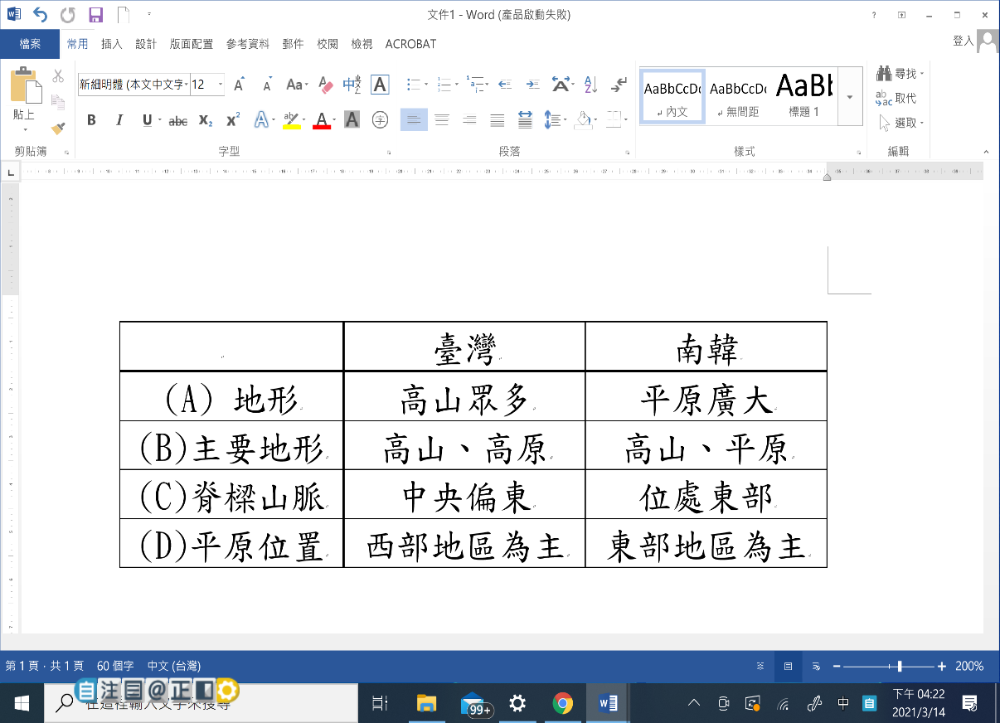 文件1 - Word (產品啟動失敗)
檔案 常用 插入 設計 版面配置 參考資料 郵件 校閱 檢視 ACROBAT 登入
新細明體 (本文中文字 12
貼上
AaBbCcDc AaBbCcDc AaBb
內文 無間距 標題 1
尋找
取代
選取
剪貼簿 字型 段落 樣式 編輯
臺灣 南韓
(A) 地形 高山眾多 平原廣大
(B)主要地形 高山、高原 高山、平原
(C)脊樑山脈 中央偏東 位處東部
(D)平原位置 西部地區為主 東部地區為主
第 1 頁，共 1 頁 60 個字 中文 (台灣) 200%
自注@正
在這裡輸入文字來搜尋
99+
中 自
下午 04:22
2021/3/14